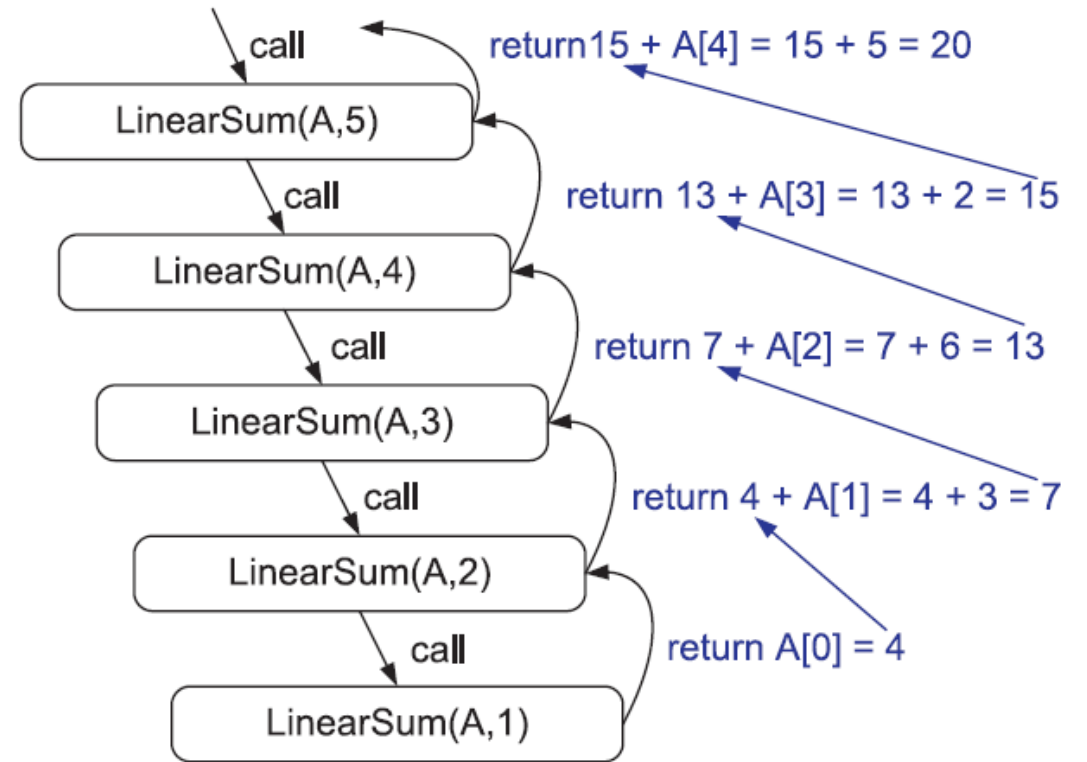 call
return15 + A[4] = 15 + 5 = 20
LinearSum(A,5)
call
return 13 + A[3] = 13 + 2 = 15
LinearSum(A,4)
call
return 7 + A[2] = 7 + 6 = 13
LinearSum(A,3)
call
return 4 + A[1] = 4 + 3 = 7
LinearSum(A,2)
call
return A[0] = 4
LinearSum(A,1)